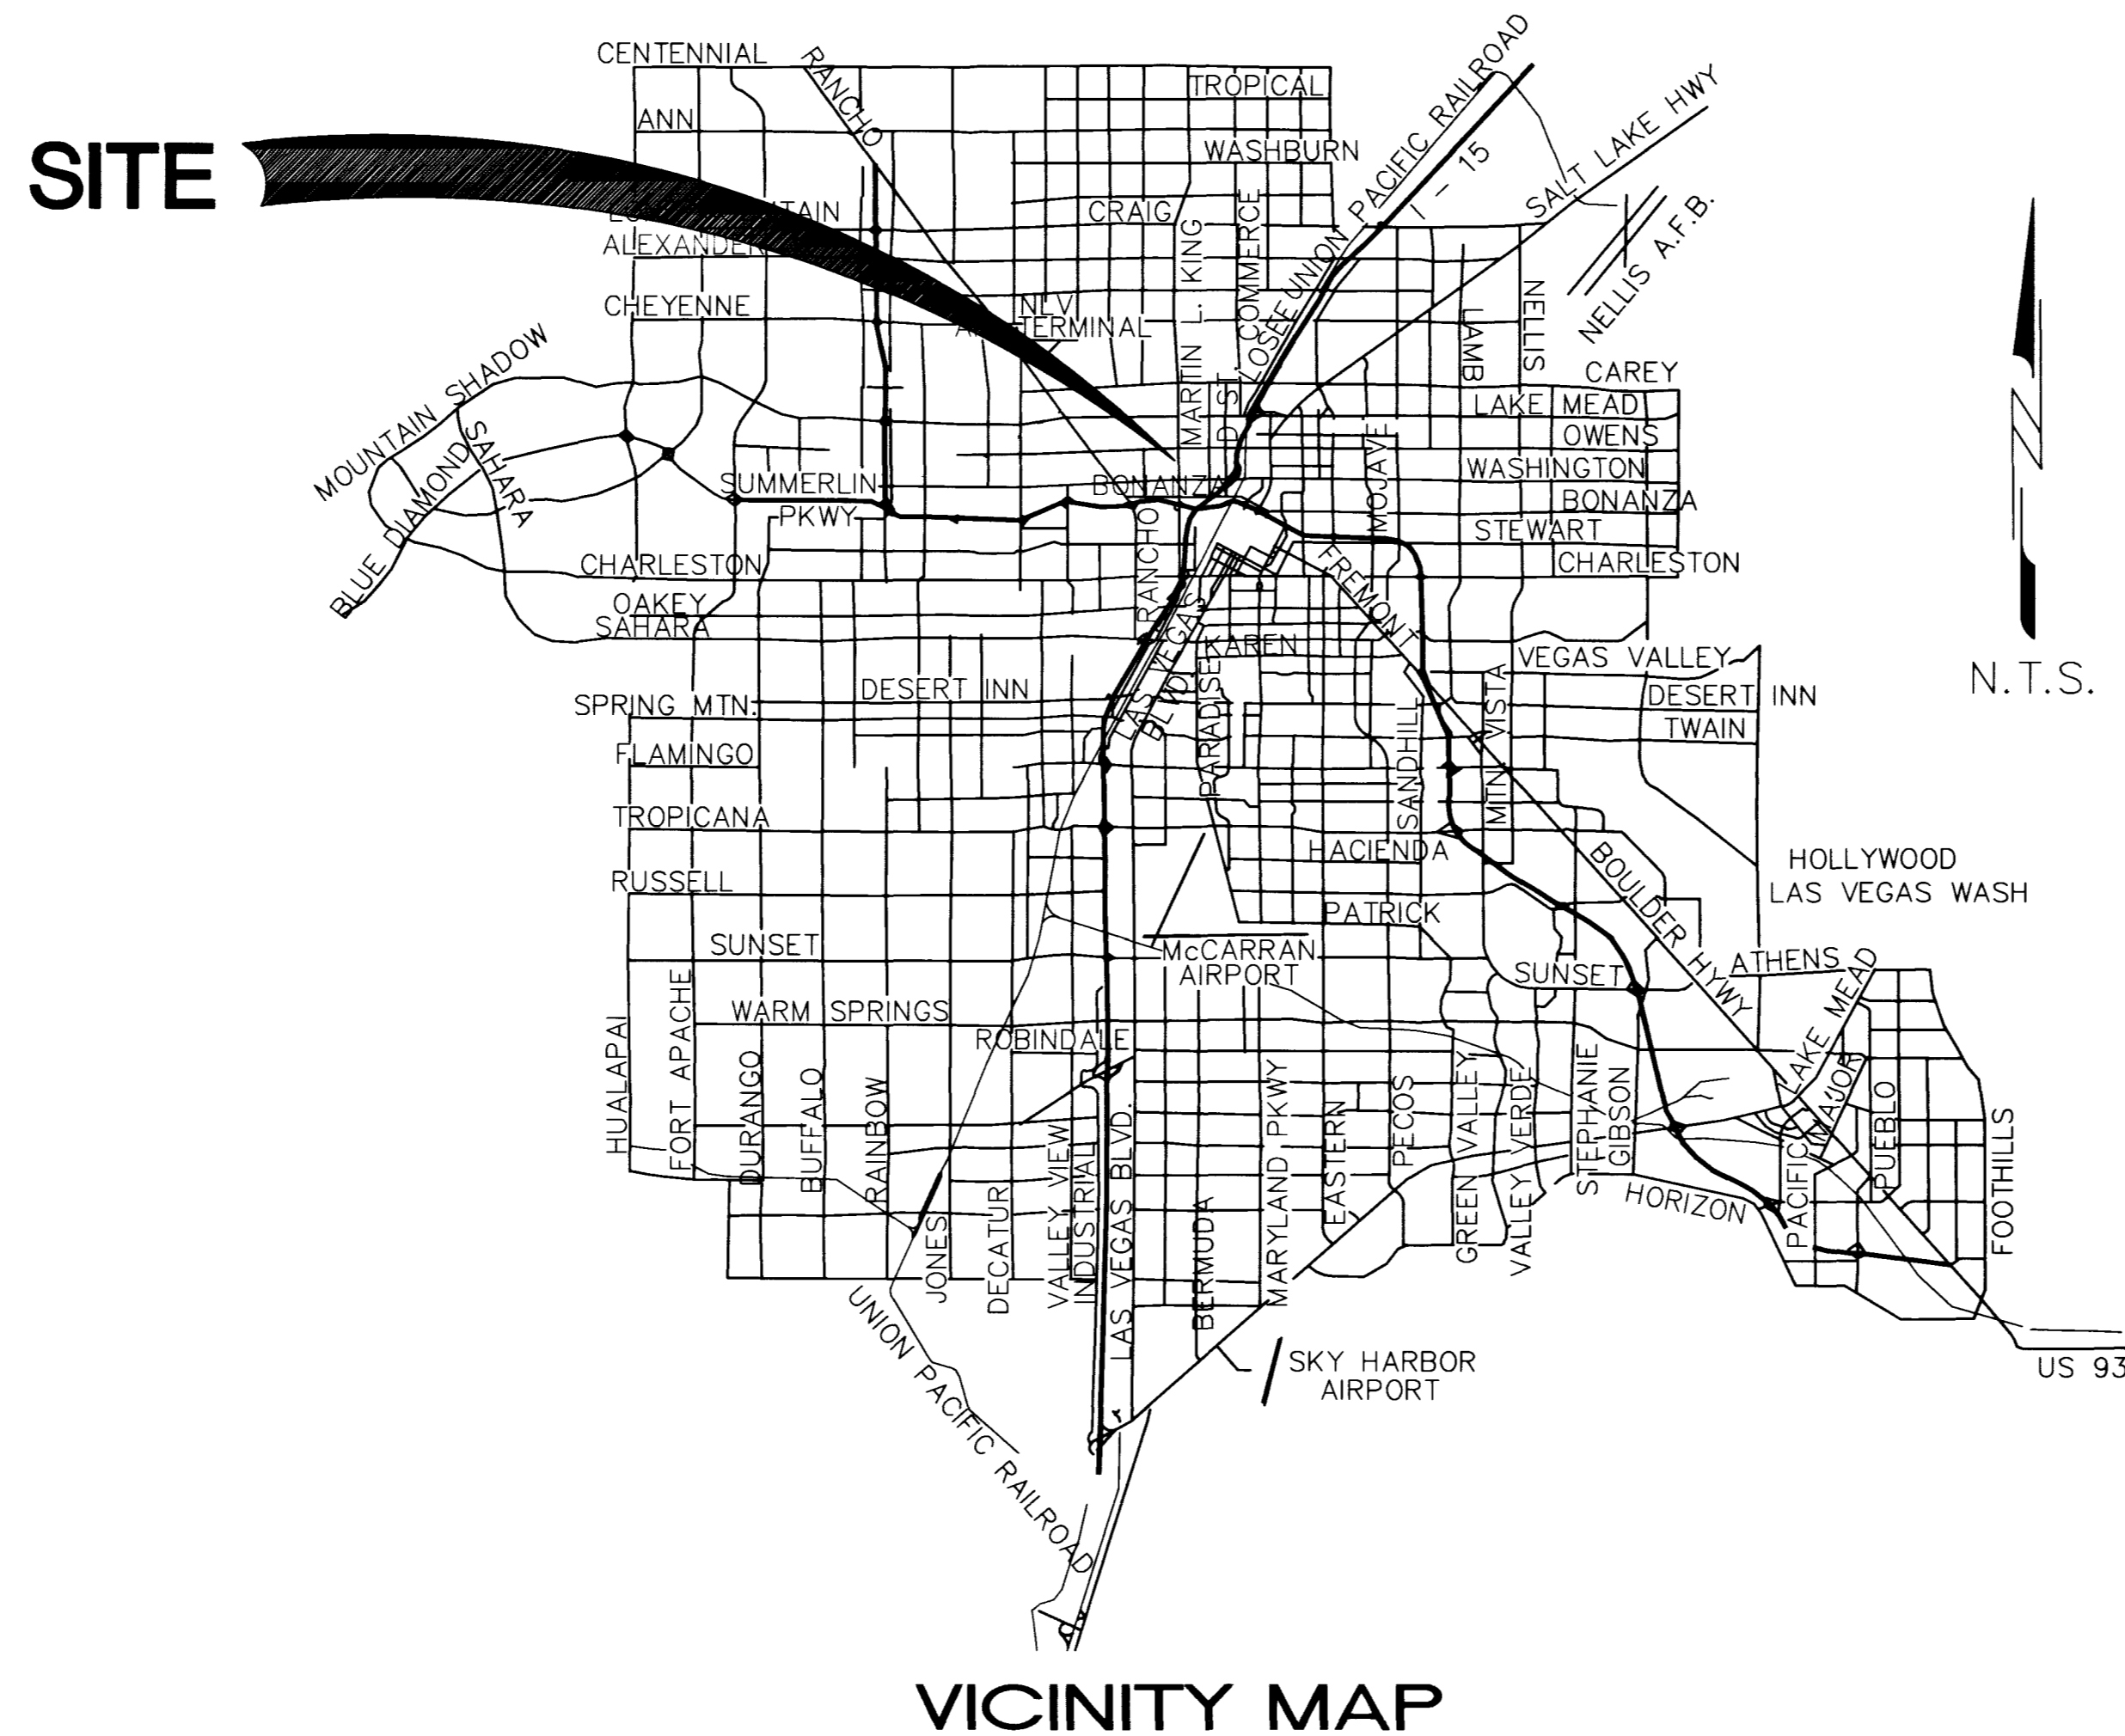 CENTENNIAL
RANCHO
TROPICAL
UNION PACIFIC RAILROAD
ANN
SITE
WASHBURN
I - 15
SALT LAKE HWY
CRAIG
ALEXANDER
MARTIN L. KING
COMMERCE
LOSEE
NELLIS A.F.B.
CHEYENNE
NLV
TERMINAL
LAMB
NELLIS
MOUNTAIN SHADOW
CAREY
D ST
LAKE MEAD
OWENS
MOJAVE
SAHARA
BLUE DIAMOND
SUMMERLIN
PKWY
BONANZA
WASHINGTON
BONANZA
STEWART
CHARLESTON
CHARLESTON
RANCHO
FREMONT
OAKEY
SAHARA
KAREN
VEGAS VALLEY
N.T.S.
DESERT INN
SPRING MTN.
LAS VEGAS
BLVD
PARADISE
SANDHILL
MTN VISTA
DESERT INN
TWAIN
FLAMINGO
TROPICANA
HACIENDA
BOULDER HYWY
HOLLYWOOD
LAS VEGAS WASH
RUSSELL
PATRICK
SUNSET
McCARRAN
AIRPORT
SUNSET
ATHENS
LAKE MEAD
WARM SPRINGS
ROBINDALE
HUALAPAI
FORT APACHE
DURANGO
BUFFALO
RAINBOW
JONES
DECATUR
VALLEY VIEW
INDUSTRIAL
LAS VEGAS BLVD.
BERMUDA
MARYLAND PKWY
EASTERN
PECOS
GREEN VALLEY
VALLEY VERDE
STEPHANIE
GIBSON
HORIZON
PACIFIC
MAJOR
PUEBLO
FOOTHILLS
UNION PACIFIC RAILROAD
SKY HARBOR
AIRPORT
US 93
VICINITY MAP